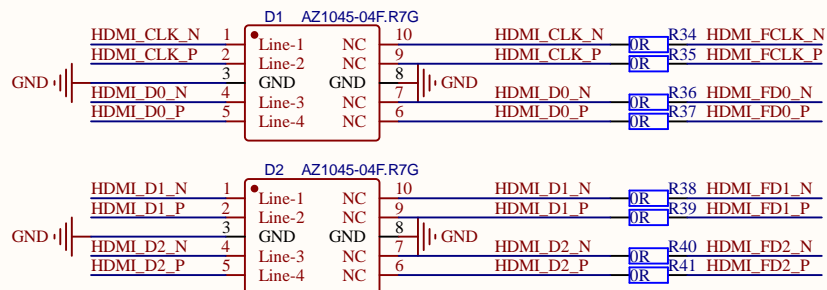 D1 AZ1045-04F.R7G
HDMI_CLK_N 1 Line-1 NC 10 HDMI_CLK_N 0R R34 HDMI_FCLK_N
HDMI_CLK_P 2 Line-2 NC 9 HDMI_CLK_P 0R R35 HDMI_FCLK_P
GND 3 GND GND 8 GND
HDMI_D0_N 4 Line-3 NC 7 HDMI_D0_N 0R R36 HDMI_FD0_N
HDMI_D0_P 5 Line-4 NC 6 HDMI_D0_P 0R R37 HDMI_FD0_P
D2 AZ1045-04F.R7G
HDMI_D1_N 1 Line-1 NC 10 HDMI_D1_N 0R R38 HDMI_FD1_N
HDMI_D1_P 2 Line-2 NC 9 HDMI_D1_P 0R R39 HDMI_FD1_P
GND 3 GND GND 8 GND
HDMI_D2_N 4 Line-3 NC 7 HDMI_D2_N 0R R40 HDMI_FD2_N
HDMI_D2_P 5 Line-4 NC 6 HDMI_D2_P 0R R41 HDMI_FD2_P